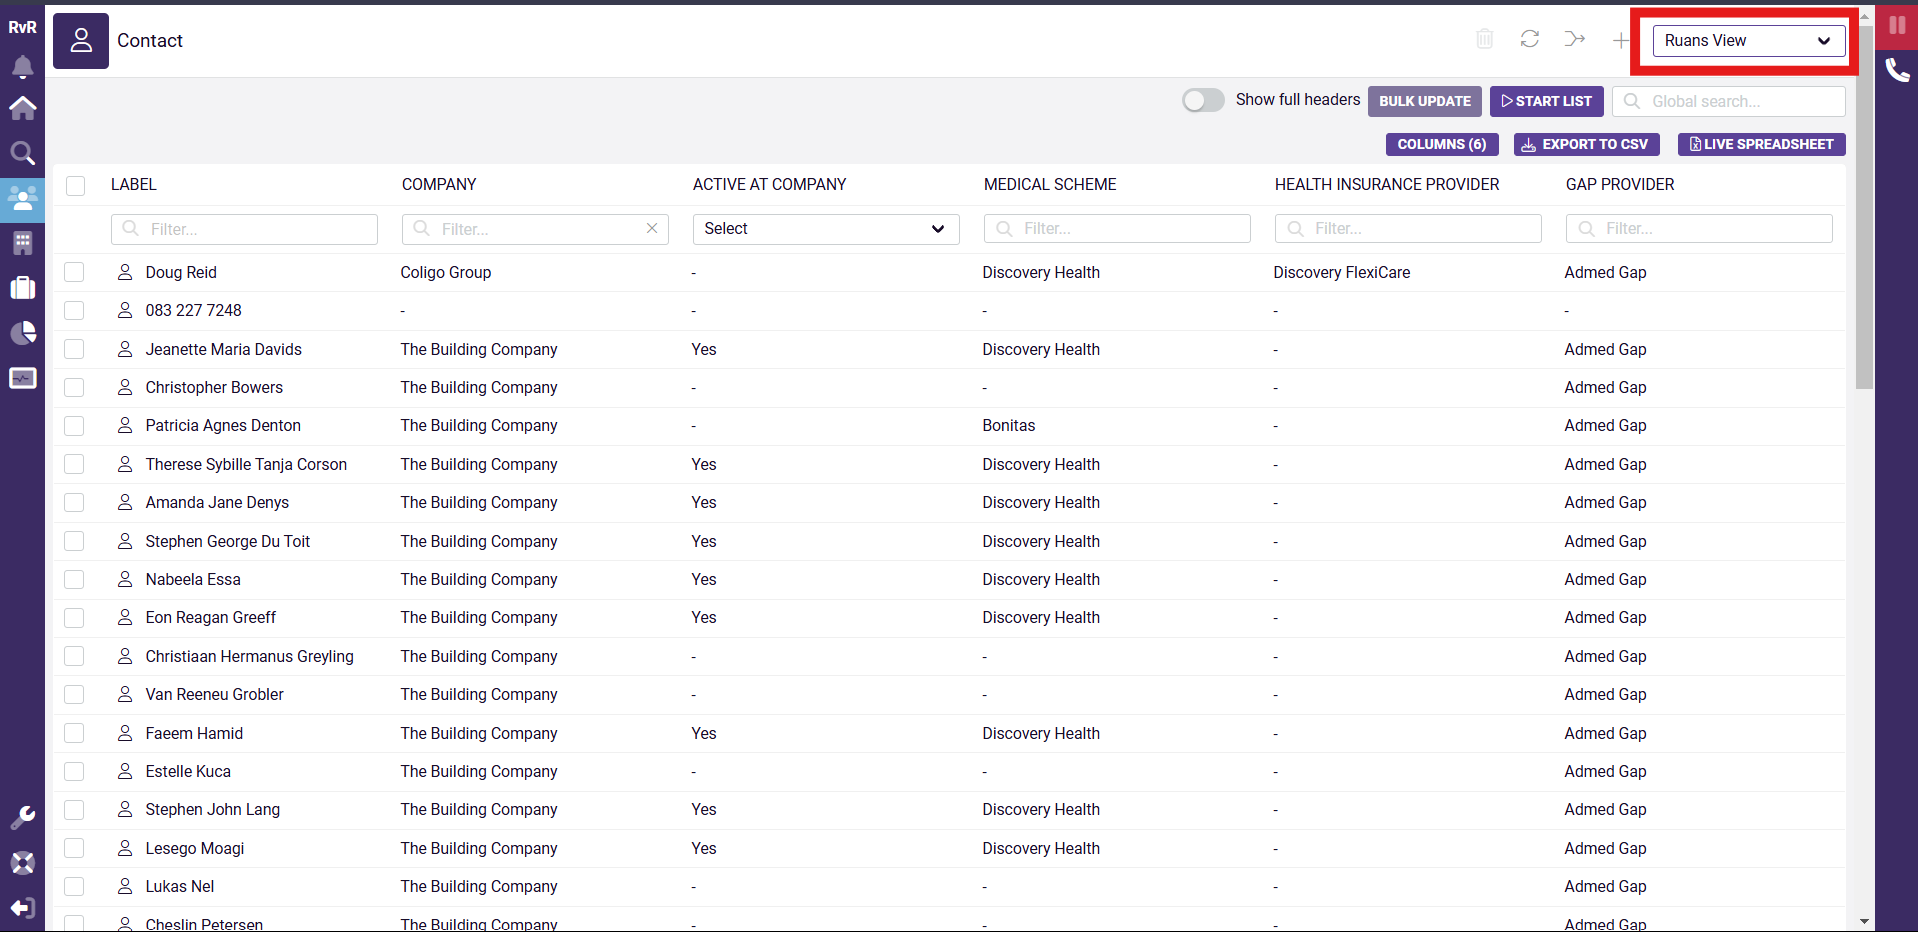 RvR
Contact
Ruans View
Show full headers BULK UPDATE START LIST Global search...
COLUMNS (6) EXPORT TO CSV LIVE SPREADSHEET
LABEL COMPANY ACTIVE AT COMPANY MEDICAL SCHEME HEALTH INSURANCE PROVIDER GAP PROVIDER
Filter... Filter... Select Filter... Filter... Filter...
Doug Reid Coligo Group - Discovery Health Discovery FlexiCare Admed Gap
083 227 7248 - - - - -
Jeanette Maria Davids The Building Company Yes Discovery Health - Admed Gap
Christopher Bowers The Building Company - - - Admed Gap
Patricia Agnes Denton The Building Company - Bonitas - Admed Gap
Therese Sybille Tanja Corson The Building Company Yes Discovery Health - Admed Gap
Amanda Jane Denys The Building Company Yes Discovery Health - Admed Gap
Stephen George Du Toit The Building Company Yes Discovery Health - Admed Gap
Nabeela Essa The Building Company Yes Discovery Health - Admed Gap
Eon Reagan Greeff The Building Company Yes Discovery Health - Admed Gap
Christiaan Hermanus Greyling The Building Company - - - Admed Gap
Van Reeneu Grobler The Building Company - - - Admed Gap
Faeem Hamid The Building Company Yes Discovery Health - Admed Gap
Estelle Kuca The Building Company - - - Admed Gap
Stephen John Lang The Building Company Yes Discovery Health - Admed Gap
Lesego Moagi The Building Company Yes Discovery Health - Admed Gap
Lukas Nel The Building Company - - - Admed Gap
Cheslin Petersen The Building Company - - - Admed Gap